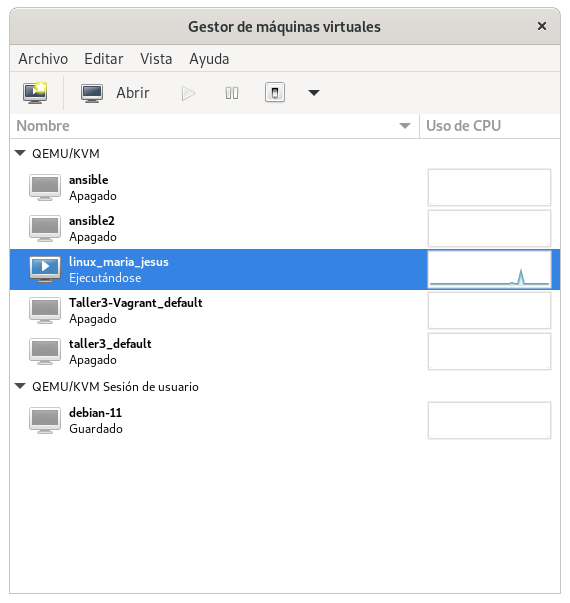 Gestor de máquinas virtuales
Archivo Editar Vista Ayuda
Abrir
Nombre Uso de CPU
QEMU/KVM
ansible
Apagado
ansible2
Apagado
linux_maria_jesus
Ejecutándose
Taller3-Vagrant_default
Apagado
taller3_default
Apagado
QEMU/KVM Sesión de usuario
debian-11
Guardado